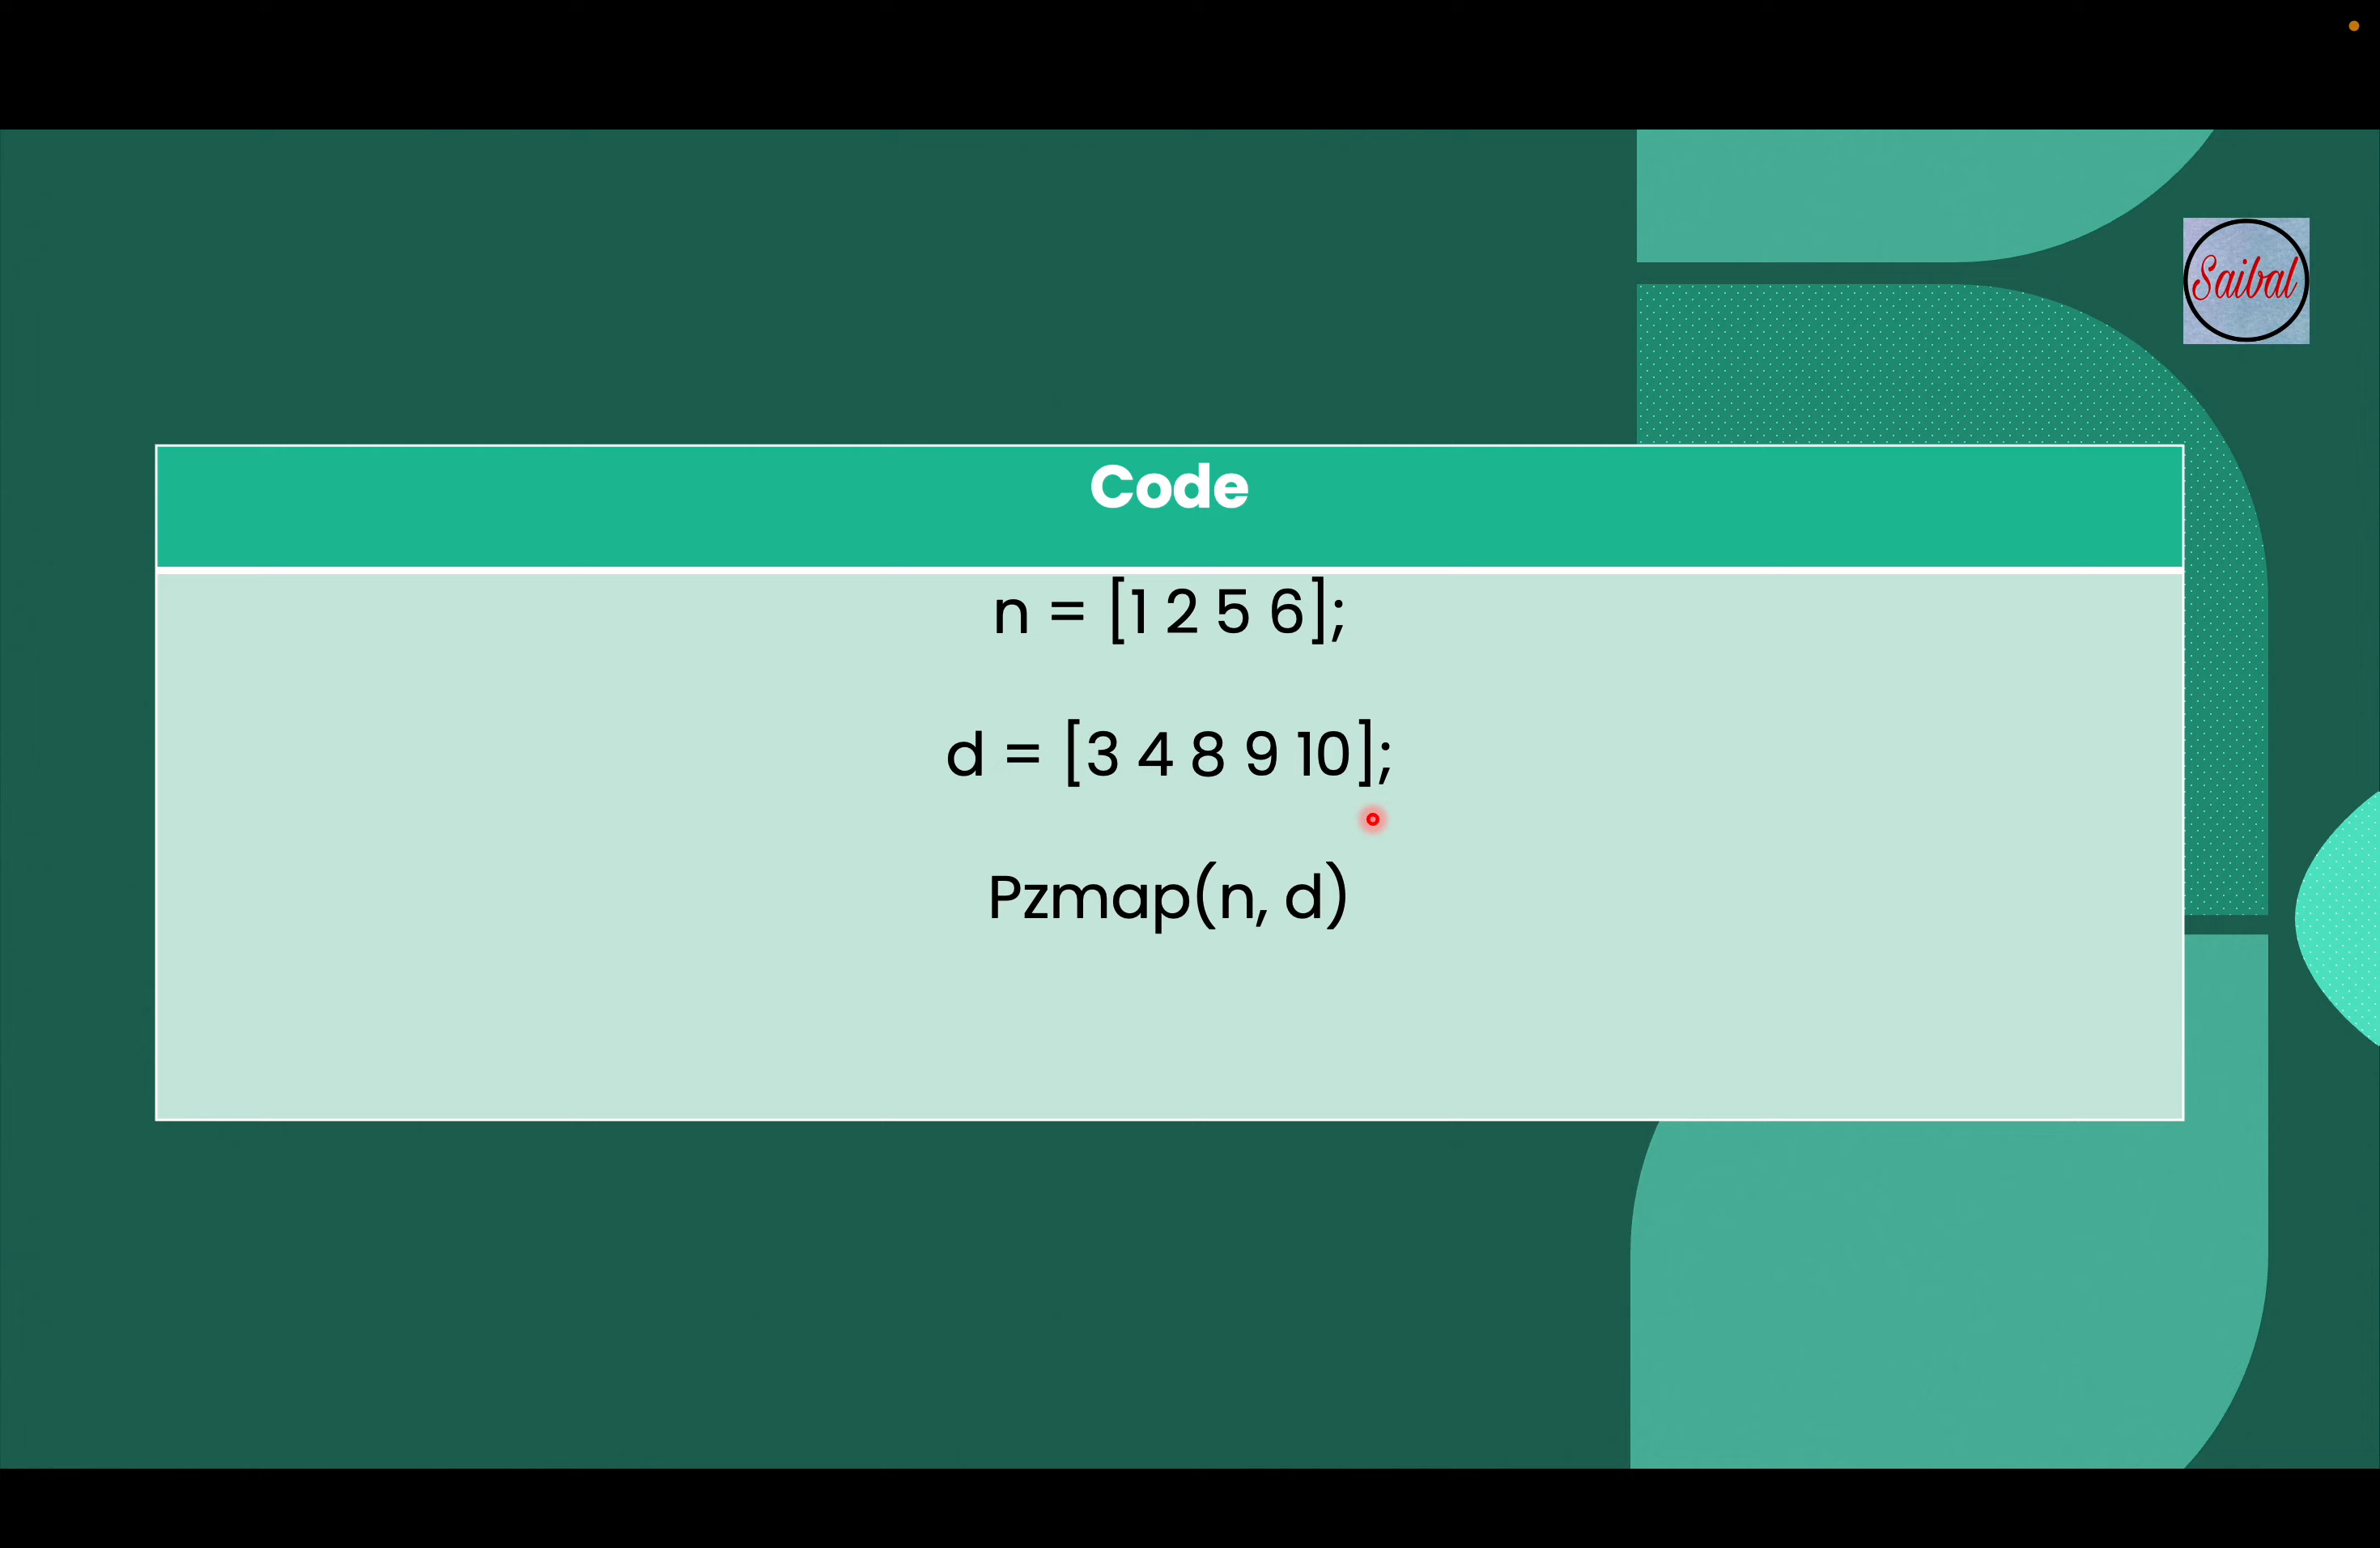 Saibal
Code
n = [1 2 5 6];
d = [3 4 8 9 10];
Pzmap(n, d)